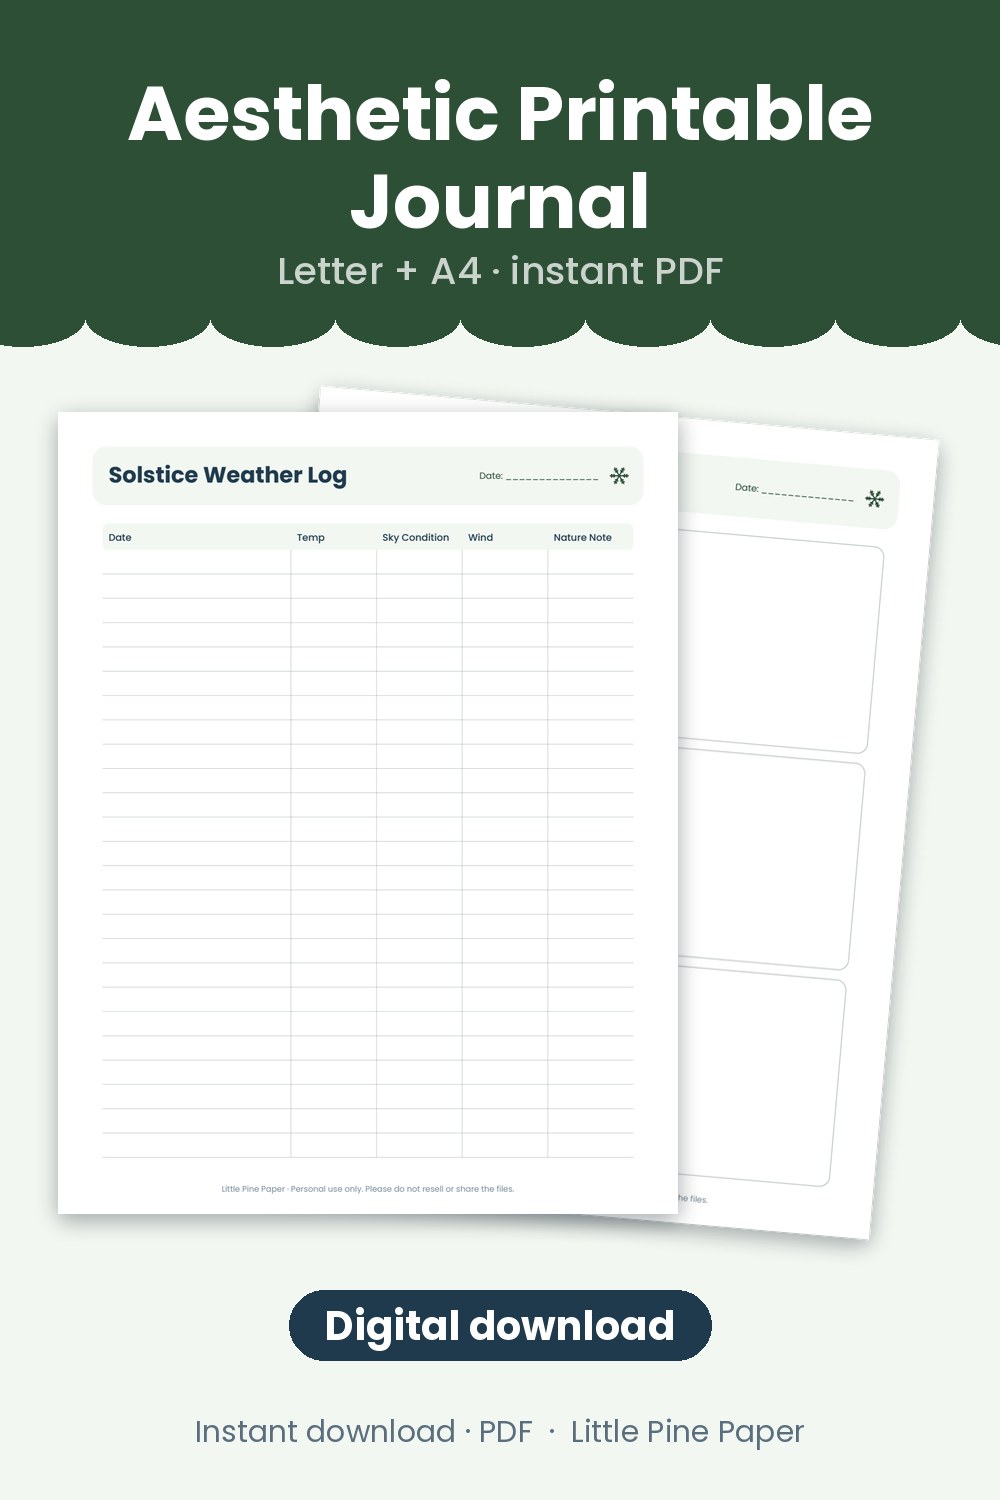 Aesthetic Printable
Journal
Letter + A4 · instant PDF
Solstice Weather Log
Date: _ _ _ _ _ _ _ _ _ _ _ _ _ _
Date: _ _ _ _ _ _ _ _ _ _ _ _ _ _
Date Temp Sky Condition Wind Nature Note
Little Pine Paper · Personal use only. Please do not resell or share the files.
he files.
Digital download
Instant download · PDF · Little Pine Paper